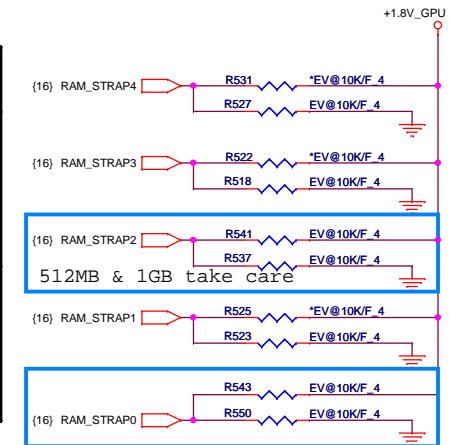 +1.8V_GPU
R531 *EV@10K/F_4
{16} RAM_STRAP4
R527 EV@10K/F_4
R522 *EV@10K/F_4
{16} RAM_STRAP3
R518 EV@10K/F_4
R541 EV@10K/F_4
{16} RAM_STRAP2
R537 EV@10K/F_4
512MB & 1GB take care
R525 *EV@10K/F_4
{16} RAM_STRAP1
R523 EV@10K/F_4
R543 EV@10K/F_4
{16} RAM_STRAP0
R550 EV@10K/F_4